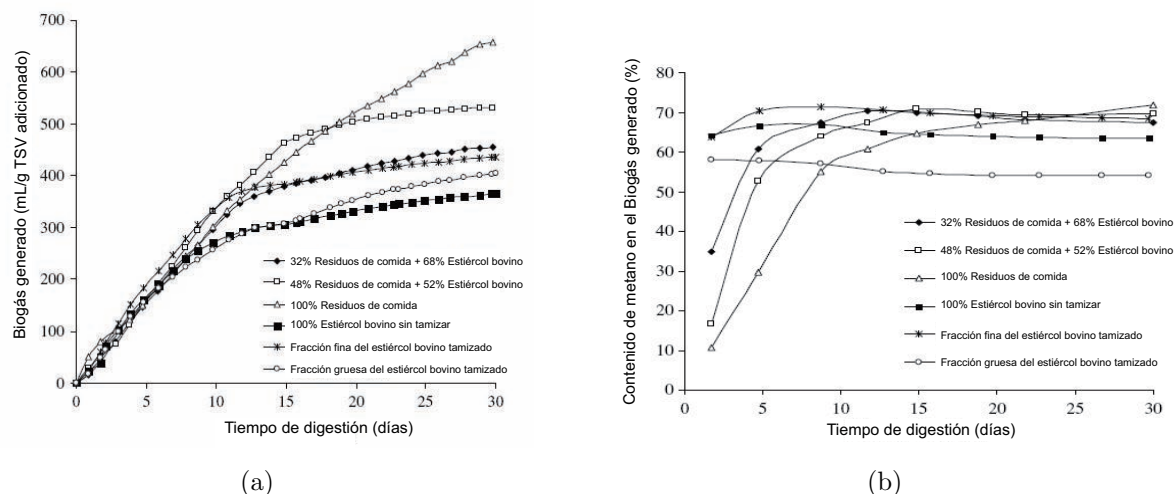 700
600
500
400
300
200
100
0
Biogás generado (mL/g TSV adicionado)
32% Residuos de comida + 68% Estiércol bovino
48% Residuos de comida + 52% Estiércol bovino
100% Residuos de comida
100% Estiércol bovino sin tamizar
Fracción fina del estiércol bovino tamizado
Fracción gruesa del estiércol bovino tamizado
0 5 10 15 20 25 30
Tiempo de digestión (días)
(a)
80
70
60
50
40
30
20
10
0
Contenido de metano en el Biogás generado (%)
32% Residuos de comida + 68% Estiércol bovino
48% Residuos de comida + 52% Estiércol bovino
100% Residuos de comida
100% Estiércol bovino sin tamizar
Fracción fina del estiércol bovino tamizado
Fracción gruesa del estiércol bovino tamizado
0 5 10 15 20 25 30
Tiempo de digestión (días)
(b)